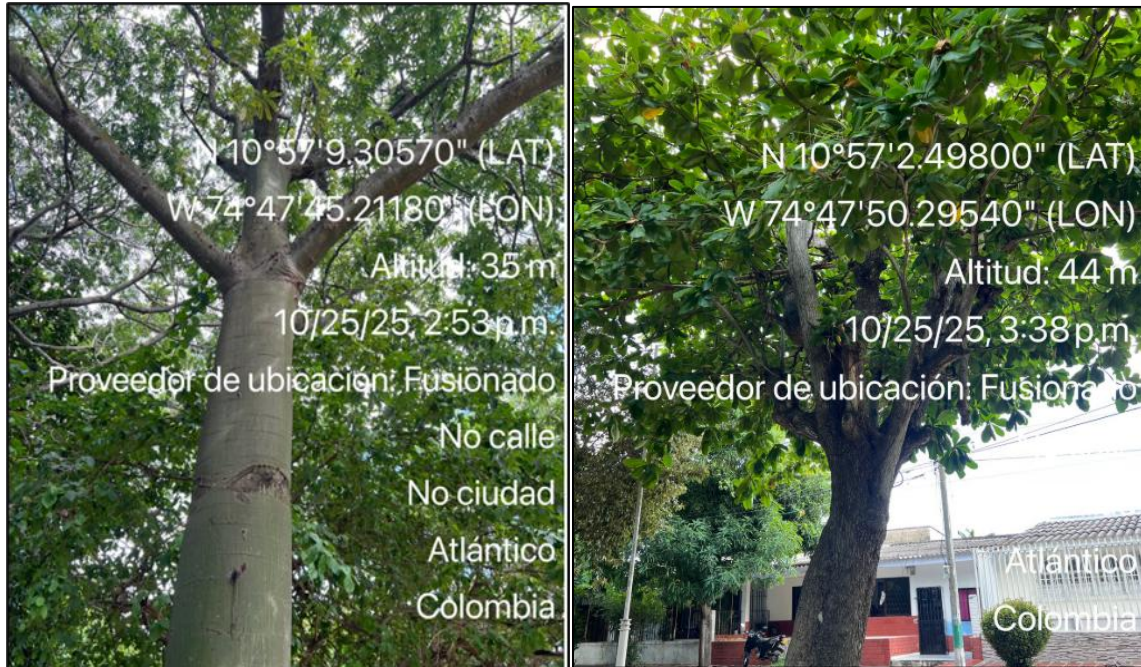 N 10°57'9.30570" (LAT)
W 74°47'45.21180" (LON)
Altitud: 35 m
10/25/25, 2:53 p.m.
Proveedor de ubicación: Fusionado
No calle
No ciudad
Atlántico
Colombia
N 10°57'2.49800" (LAT)
W 74°47'50.29540" (LON)
Altitud: 44 m
10/25/25, 3:38 p.m.
Proveedor de ubicación: Fusionado
Atlántico
Colombia